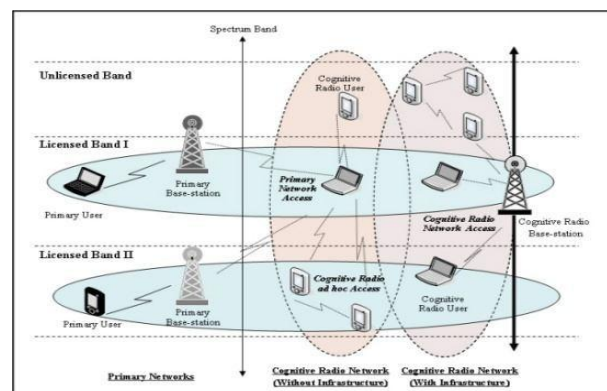 Spectrum Band
Unlicensed Band
Cognitive
Radio User
Licensed Band I
Primary
Base-station
Primary User
Primary
Network
Access
Cognitive Radio
Network Access
Cognitive Radio
Base-station
Licensed Band II
Primary
Base-station
Primary User
Cognitive Radio
ad hoc Access
Cognitive
Radio User
Primary Networks
Cognitive Radio Network
(Without Infrastructure)
Cognitive Radio Network
(With Infrastructure)